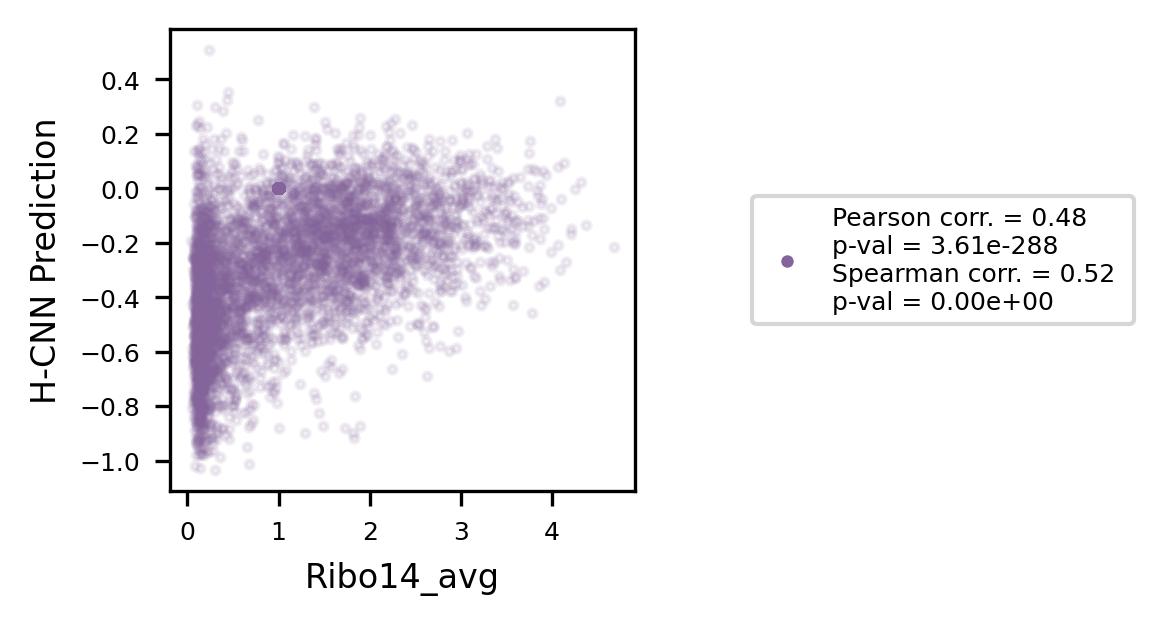 H-CNN Prediction
0.4
0.2
0.0
−0.2
−0.4
−0.6
−0.8
−1.0
0 1 2 3 4
Ribo14_avg
Pearson corr. = 0.48
p-val = 3.61e-288
Spearman corr. = 0.52
p-val = 0.00e+00